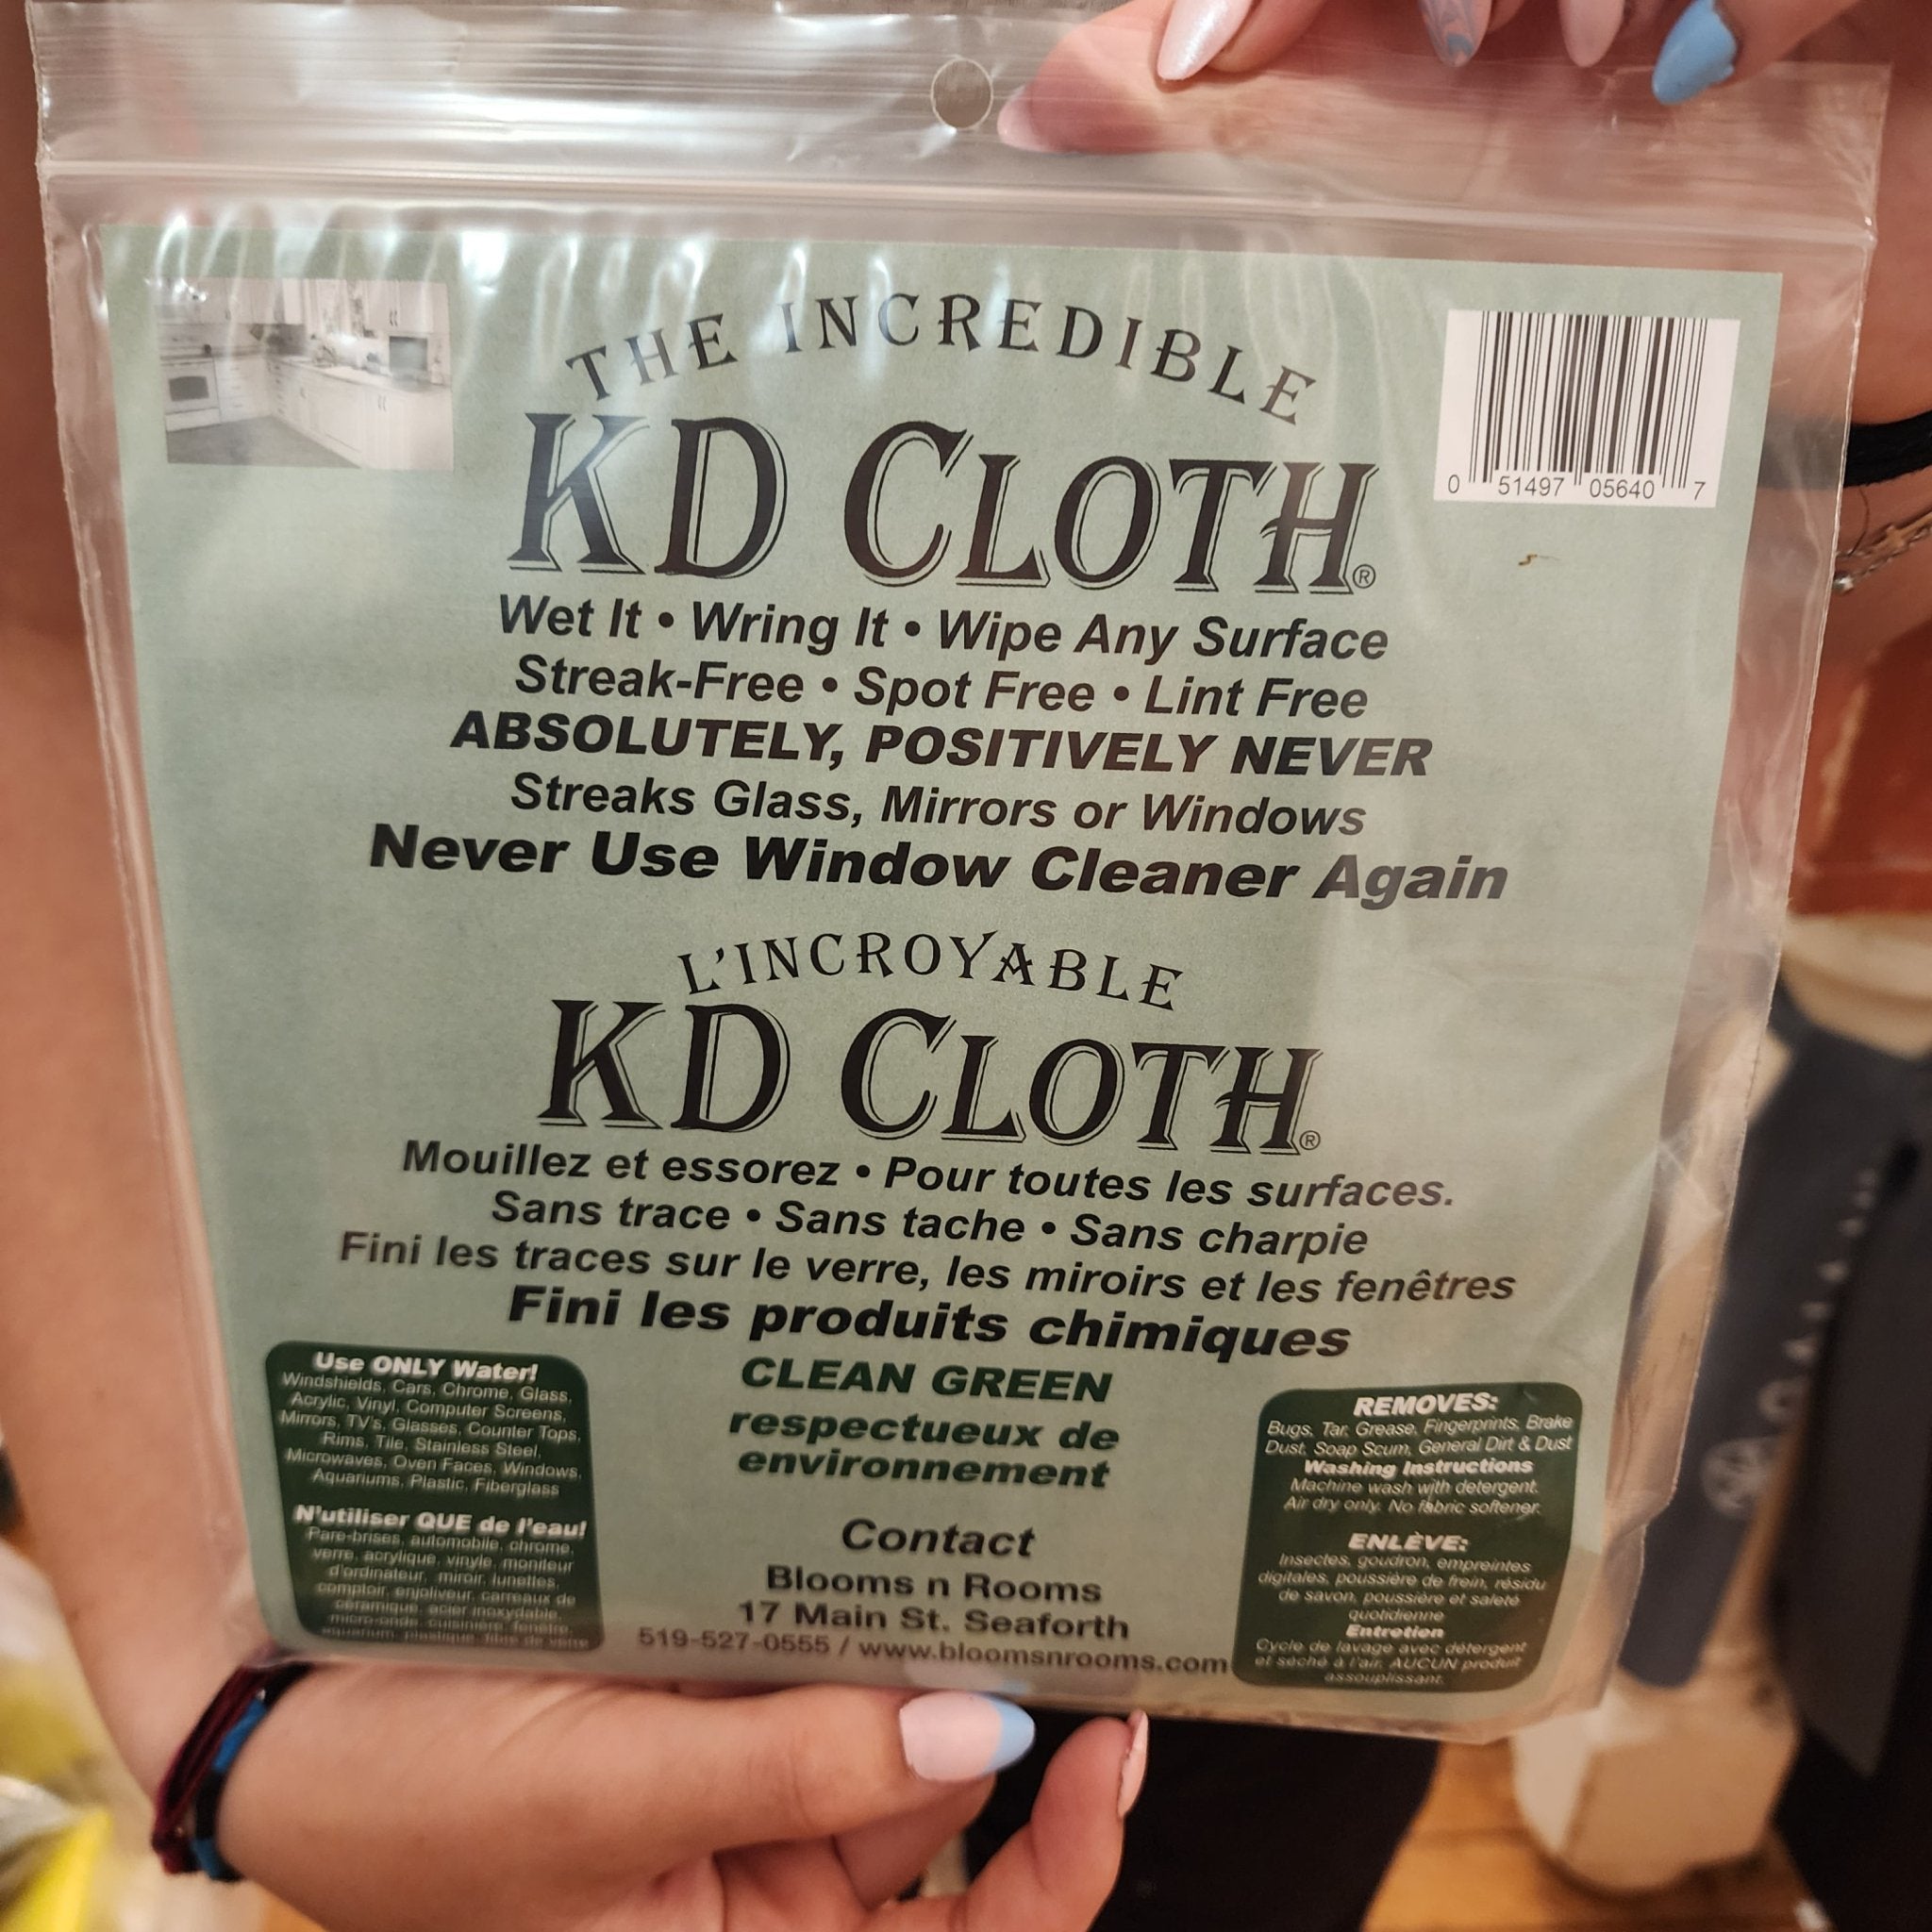 THE INCREDIBLE
KD CLOTH®
0 51497 05640 7
Wet It • Wring It • Wipe Any Surface
Streak-Free • Spot Free • Lint Free
ABSOLUTELY, POSITIVELY NEVER
Streaks Glass, Mirrors or Windows
Never Use Window Cleaner Again
L'INCROYABLE
KD CLOTH®
Mouillez et essorez • Pour toutes les surfaces.
Sans trace • Sans tache • Sans charpie
Fini les traces sur le verre, les miroirs et les fenêtres
Fini les produits chimiques
Use ONLY Water!
Windshields, Cars, Chrome, Glass,
Acrylic, Vinyl, Computer Screens,
Mirrors, TV's, Glasses, Counter Tops,
Rims, Tile, Stainless Steel,
Microwaves, Oven Faces, Windows,
Aquariums, Plastic, Fiberglass
N'utiliser QUE de l'eau!
Pare-brises, automobile, chrome,
verre, acrylique, vinyle, moniteur
d'ordinateur, miroir, lunettes,
comptoir, enjoliveur, carreaux de
céramique, acier inoxydable,
micro-onde, cuisinière, fenêtre,
aquarium, plastique, fibre de verre
CLEAN GREEN
respectueux de
environnement
Contact
Blooms n Rooms
17 Main St. Seaforth
519-527-0555 / www.bloomsnrooms.com
REMOVES:
Bugs, Tar, Grease, Fingerprints, Brake
Dust, Soap Scum, General Dirt & Dust
Washing Instructions
Machine wash with detergent.
Air dry only. No fabric softener.
ENLÈVE:
Insectes, goudron, empreintes
digitales, poussière de frein, résidu
de savon, poussière et saleté
quotidienne
Entretien
Cycle de lavage avec détergent
et séché à l'air. AUCUN produit
assouplissant.